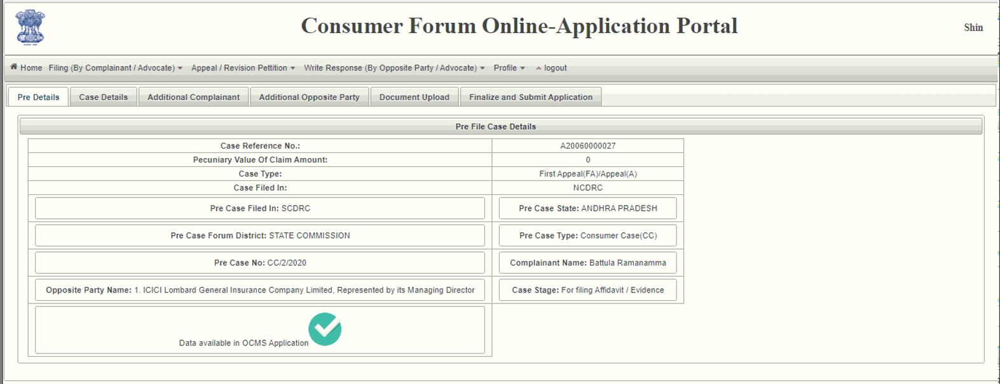 Consumer Forum Online-Application Portal
Shin
Home Filing (By Complainant / Advocate) Appeal / Revision Pettition Write Response (By Opposite Party / Advocate) Profile logout
Pre Details Case Details Additional Complainant Additional Opposite Party Document Upload Finalize and Submit Application
Pre File Case Details
Case Reference No.: A20060000027
Pecuniary Value Of Claim Amount: 0
Case Type: First Appeal(FA)/Appeal(A)
Case Filed In: NCDRC
Pre Case Filed In: SCDRC Pre Case State: ANDHRA PRADESH
Pre Case Forum District: STATE COMMISSION Pre Case Type: Consumer Case(CC)
Pre Case No: CC/2/2020 Complainant Name: Battula Ramanamma
Opposite Party Name: 1. ICICI Lombard General Insurance Company Limited, Represented by its Managing Director Case Stage: For filing Affidavit / Evidence
Data available in OCMS Application